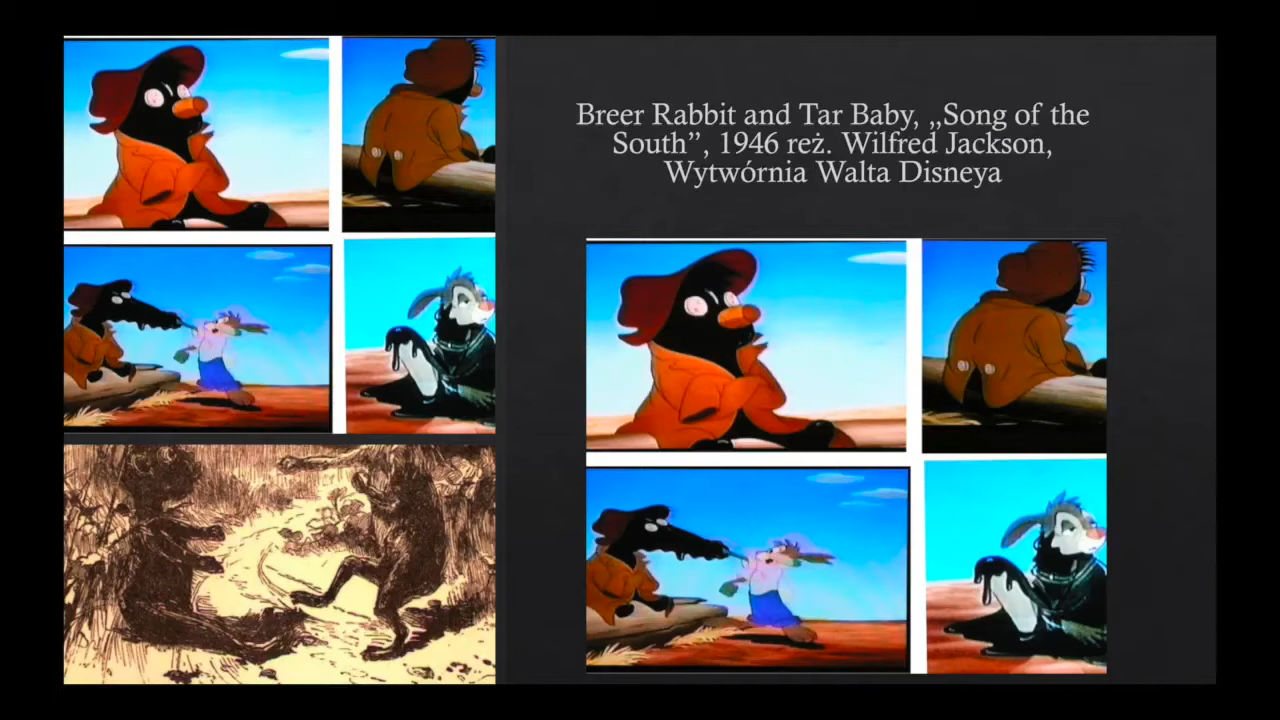 Breer Rabbit and Tar Baby, „Song of the
South”, 1946 reż. Wilfred Jackson,
Wytwórnia Walta Disneya